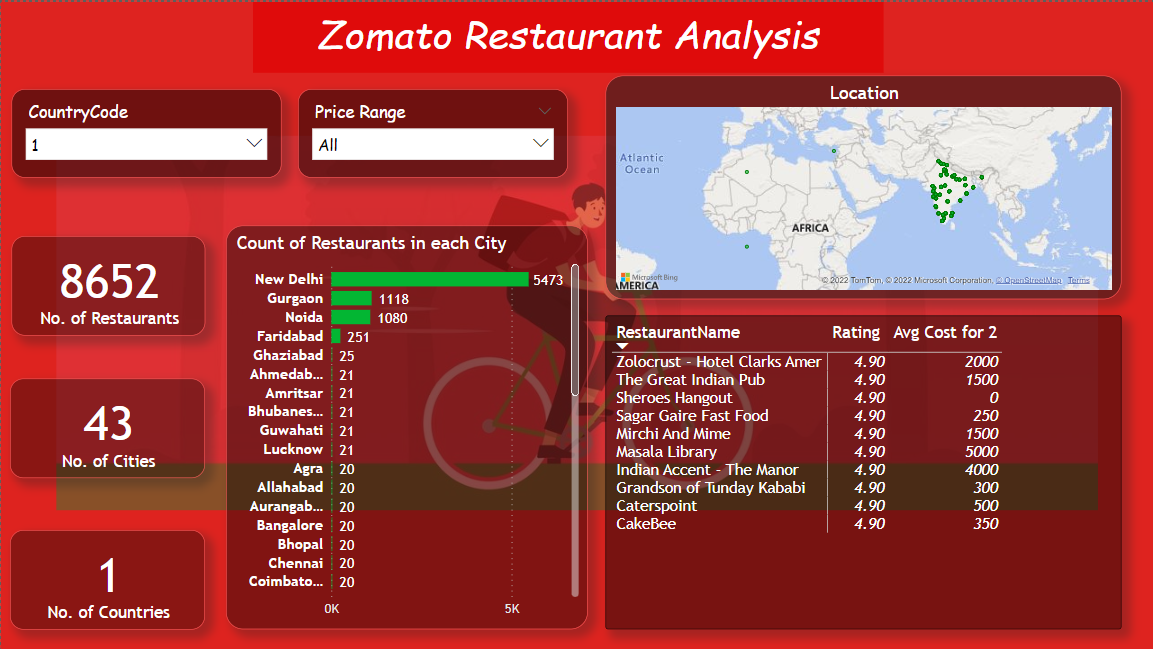 Zomato Restaurant Analysis
CountryCode
1
Price Range
All
Location
Atlantic
Ocean
AFRICA
AMERICA
Microsoft Bing
© 2022 TomTom, © 2022 Microsoft Corporation, © OpenStreetMap Terms
8652
No. of Restaurants
43
No. of Cities
1
No. of Countries
Count of Restaurants in each City
New Delhi 5473
Gurgaon 1118
Noida 1080
Faridabad 251
Ghaziabad 25
Ahmedab... 21
Amritsar 21
Bhubanes... 21
Guwahati 21
Lucknow 21
Agra 20
Allahabad 20
Aurangab... 20
Bangalore 20
Bhopal 20
Chennai 20
Coimbato... 20
0K 5K
RestaurantName Rating Avg Cost for 2
Zolocrust - Hotel Clarks Amer 4.90 2000
The Great Indian Pub 4.90 1500
Sheroes Hangout 4.90 0
Sagar Gaire Fast Food 4.90 250
Mirchi And Mime 4.90 1500
Masala Library 4.90 5000
Indian Accent - The Manor 4.90 4000
Grandson of Tunday Kababi 4.90 300
Caterspoint 4.90 500
CakeBee 4.90 350